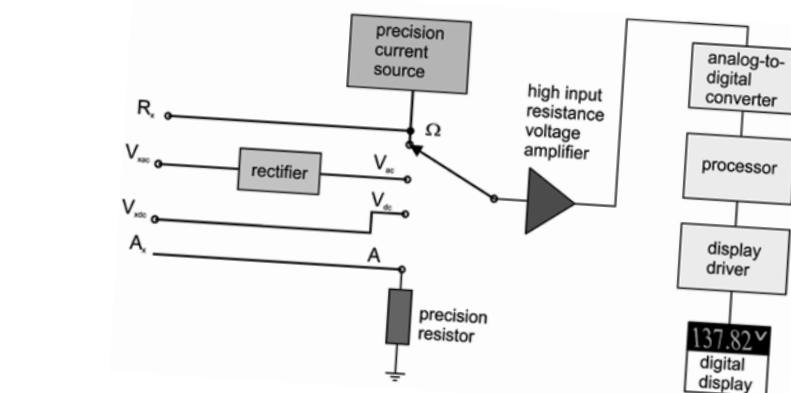 precision
current
source
analog-to-
digital
converter
high input
resistance
voltage
amplifier
Rx
Ω
Vxac
rectifier
Vac
processor
Vxdc
Vdc
Ax
A
display
driver
precision
resistor
137.82V
digital
display